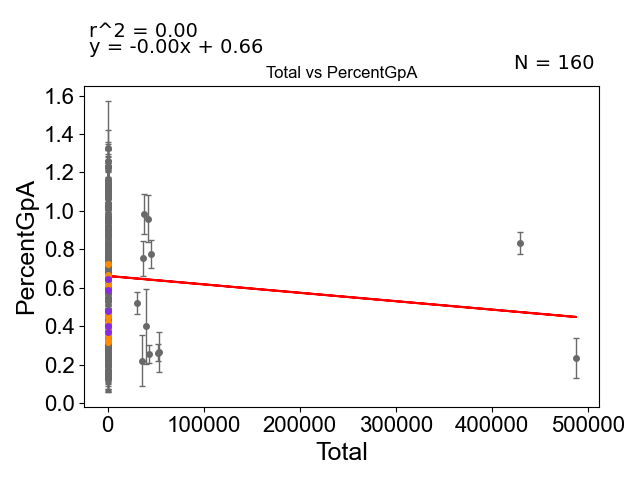 r^2 = 0.00
y = -0.00x + 0.66
N = 160
Total vs PercentGpA
PercentGpA
1.6
1.4
1.2
1.0
0.8
0.6
0.4
0.2
0.0
0 100000 200000 300000 400000 500000
Total